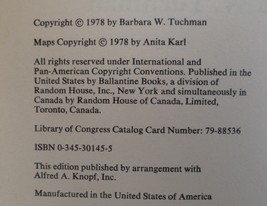 Copyright © 1978 by Barbara W. Tuchman
Maps Copyright © 1978 by Anita Karl
All rights reserved under International and
Pan-American Copyright Conventions. Published in the
United States by Ballantine Books, a division of
Random House, Inc., New York and simultaneously in
Canada by Random House of Canada, Limited,
Toronto, Canada.
Library of Congress Catalog Card Number: 79-88536
ISBN 0-345-30145-5
This edition published by arrangement with
Alfred A. Knopf, Inc.
Manufactured in the United States of America